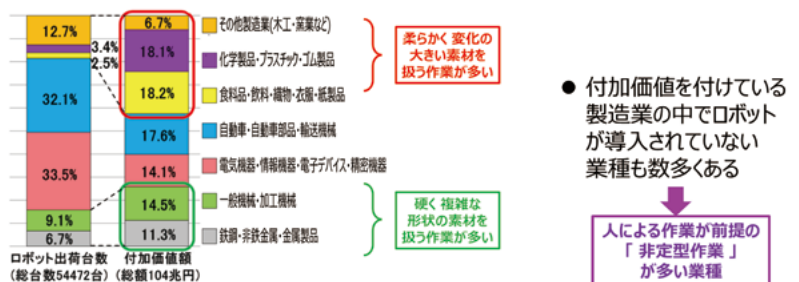 12.7%
3.4%
2.5%
32.1%
33.5%
9.1%
6.7%
ロボット出荷台数
(総台数54472台)
6.7%
18.1%
18.2%
17.6%
14.1%
14.5%
11.3%
付加価値額
(総額104兆円)
その他製造業(木工・窯業など)
化学製品・プラスチック・ゴム製品
食料品・飲料・織物・衣服・紙製品
自動車・自動車部品・輸送機械
電気機器・情報機器・電子デバイス・精密機器
一般機械・加工機械
鉄鋼・非鉄金属・金属製品
柔らかく 変化の
大きい素材を
扱う作業が多い
硬く 複雑な
形状の素材を
扱う作業が多い
● 付加価値を付けている
製造業の中でロボット
が導入されていない
業種も数多くある
人による作業が前提の
「 非定型作業 」
が多い業種